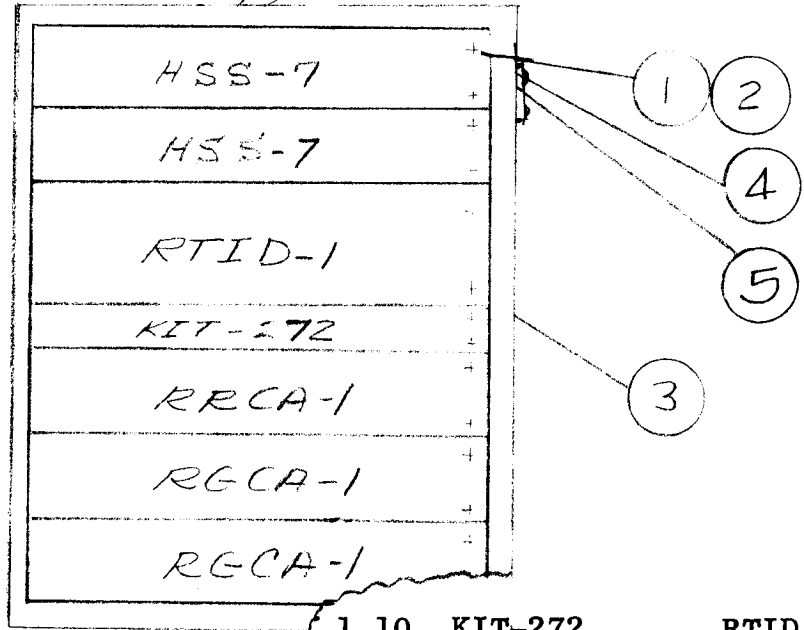 HSS-7
1 2
HSS-7
4
RTID-1
5
KIT-272
3
RRCA-1
RGCA-1
RGCA-1
1.10 KIT-272 RTID